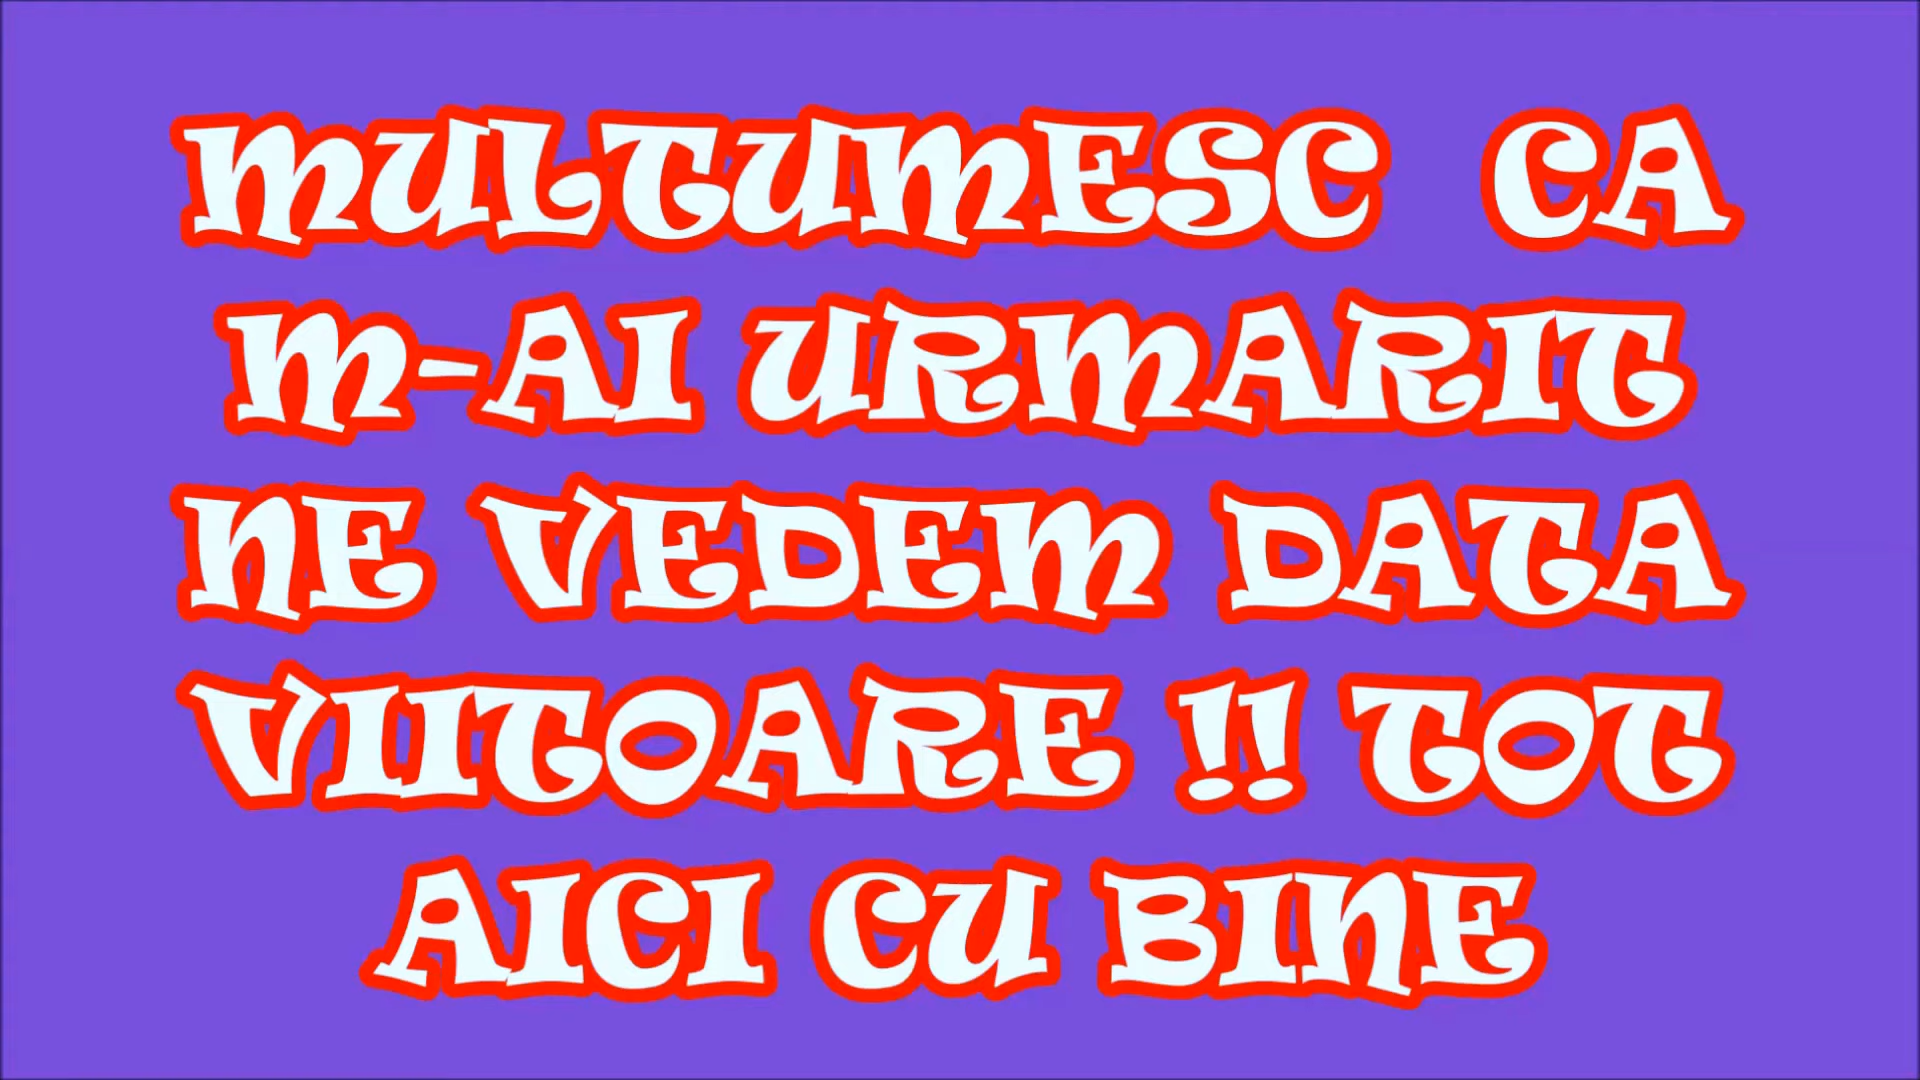 MULTUMESC CA
M-AI URMARIT
NE VEDEM DATA
VIITOARE !! TOT
AICI CU BINE